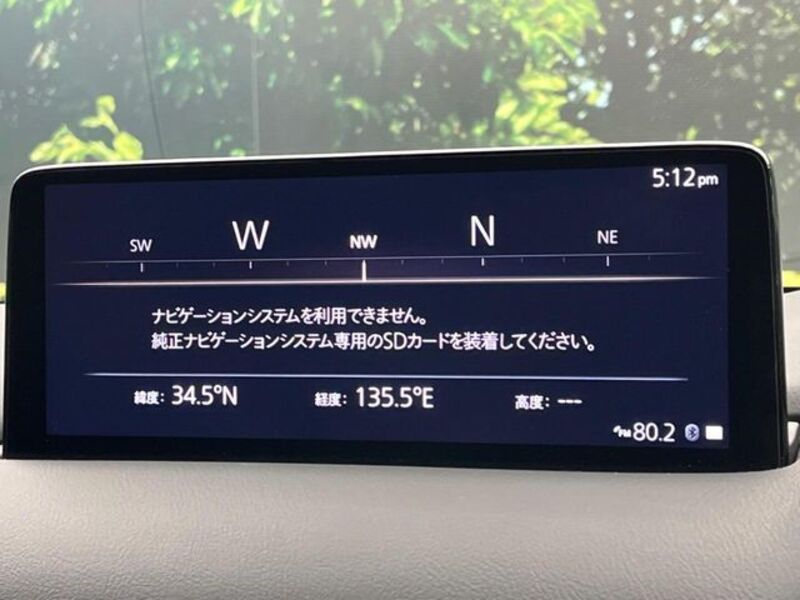 5:12pm
SW W NW N NE
ナビゲーションシステムを利用できません。
純正ナビゲーションシステム専用のSDカードを装着してください。
緯度: 34.5°N 経度: 135.5°E 高度: ---
FM 80.2